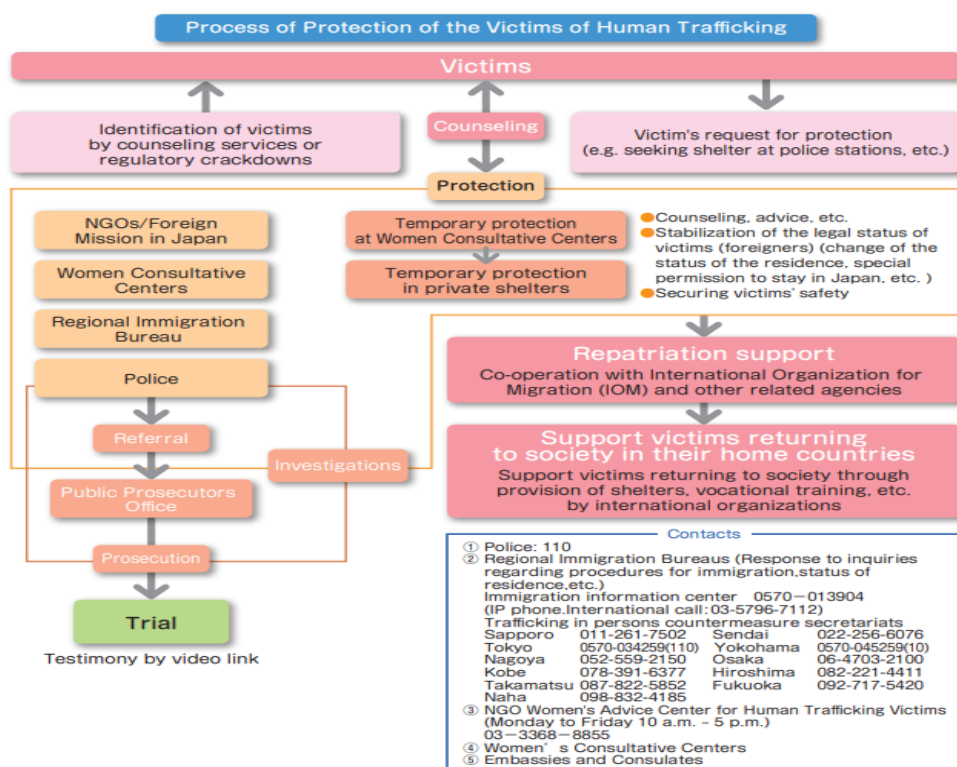 Process of Protection of the Victims of Human Trafficking
Victims
Identification of victims
by counseling services or
regulatory crackdowns
Counseling
Victim's request for protection
(e.g. seeking shelter at police stations, etc.)
Protection
NGOs/Foreign
Mission in Japan
Women Consultative
Centers
Regional Immigration
Bureau
Police
Temporary protection
at Women Consultative Centers
Temporary protection
in private shelters
●Counseling, advice, etc.
●Stabilization of the legal status of
victims (foreigners) (change of the
status of the residence, special
permission to stay in Japan, etc. )
●Securing victims' safety
Referral
Investigations
Public Prosecutors
Office
Prosecution
Trial
Testimony by video link
Repatriation support
Co-operation with International Organization for
Migration (IOM) and other related agencies
Support victims returning
to society in their home countries
Support victims returning to society through
provision of shelters, vocational training, etc.
by international organizations
Contacts
① Police: 110
② Regional Immigration Bureaus (Response to inquiries
regarding procedures for immigration,status of
residence,etc.)
Immigration information center 0570−013904
(IP phone.International call:03-5796-7112)
Trafficking in persons countermeasure secretariats
Sapporo 011-261-7502 Sendai 022-256-6076
Tokyo 0570-034259(110) Yokohama 0570-045259(10)
Nagoya 052-559-2150 Osaka 06-4703-2100
Kobe 078-391-6377 Hiroshima 082-221-4411
Takamatsu 087-822-5852 Fukuoka 092-717-5420
Naha 098-832-4185
③ NGO Women's Advice Center for Human Trafficking Victims
(Monday to Friday 10 a.m. - 5 p.m.)
03−3368−8855
④ Women's Consultative Centers
⑤ Embassies and Consulates